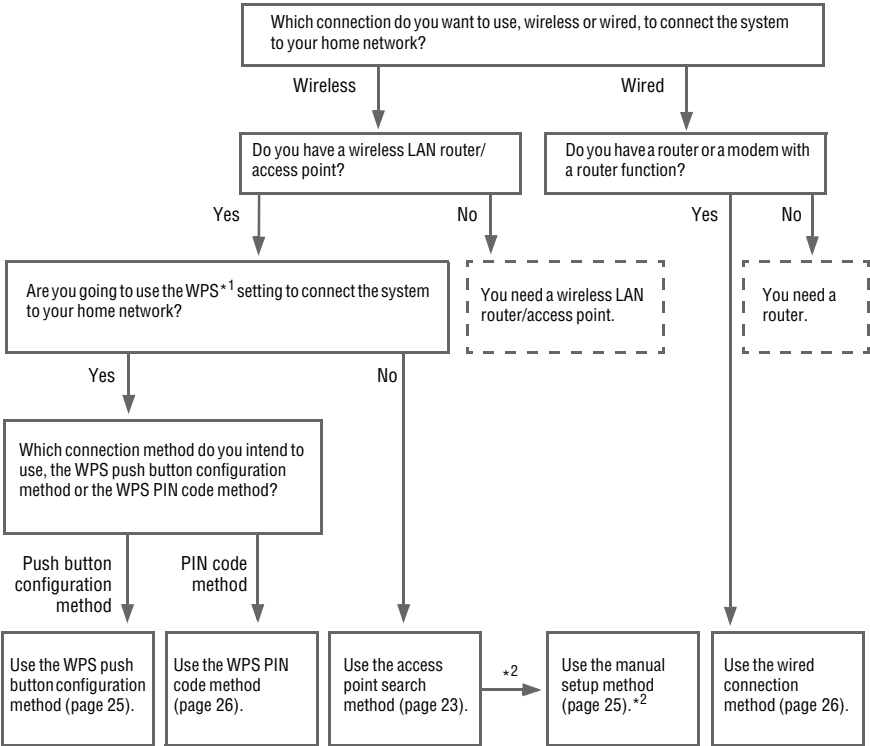 Which connection do you want to use, wireless or wired, to connect the system
to your home network?
Wireless
Wired
Do you have a wireless LAN router/
access point?
Do you have a router or a modem with
a router function?
Yes
No
Yes
No
Are you going to use the WPS*1 setting to connect the system
to your home network?
You need a wireless LAN
router/access point.
You need a
router.
Yes
No
Which connection method do you intend to
use, the WPS push button configuration
method or the WPS PIN code method?
Push button
configuration
method
PIN code
method
Use the WPS push
button configuration
method (page 25).
Use the WPS PIN
code method
(page 26).
Use the access
point search
method (page 23).
*2
Use the manual
setup method
(page 25).*2
Use the wired
connection
method (page 26).